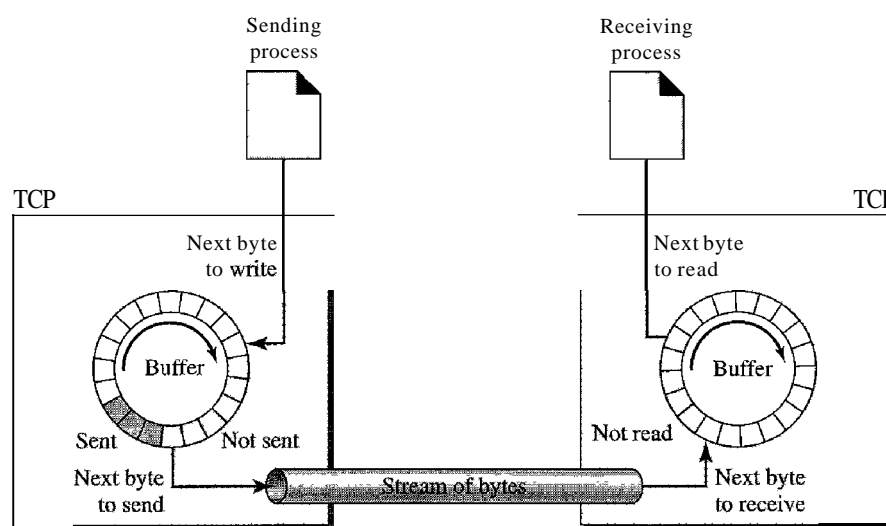 Sending
process
Receiving
process
TCP
TCP
Next byte
to write
Next byte
to read
Buffer
Buffer
Sent
Not sent
Not read
Next byte
to send
Stream of bytes
Next byte
to receive